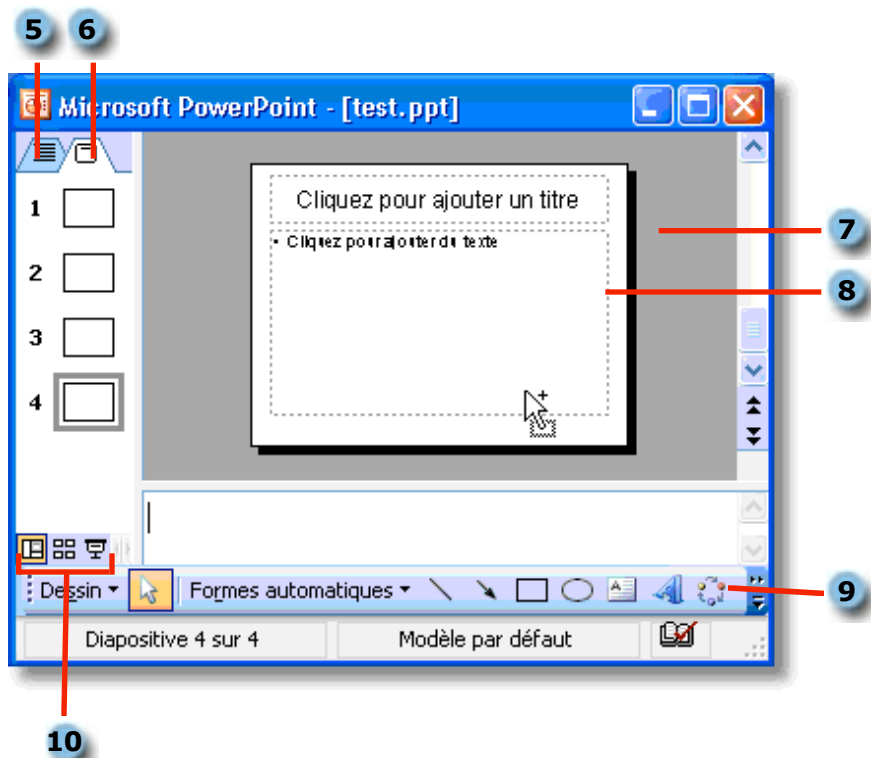 5 6
Microsoft PowerPoint - [test.ppt]
1
2
3
4
Cliquez pour ajouter un titre
• Cliquez pour ajouter du texte
7
8
Dessin Formes automatiques
9
Diapositive 4 sur 4 Modèle par défaut
10